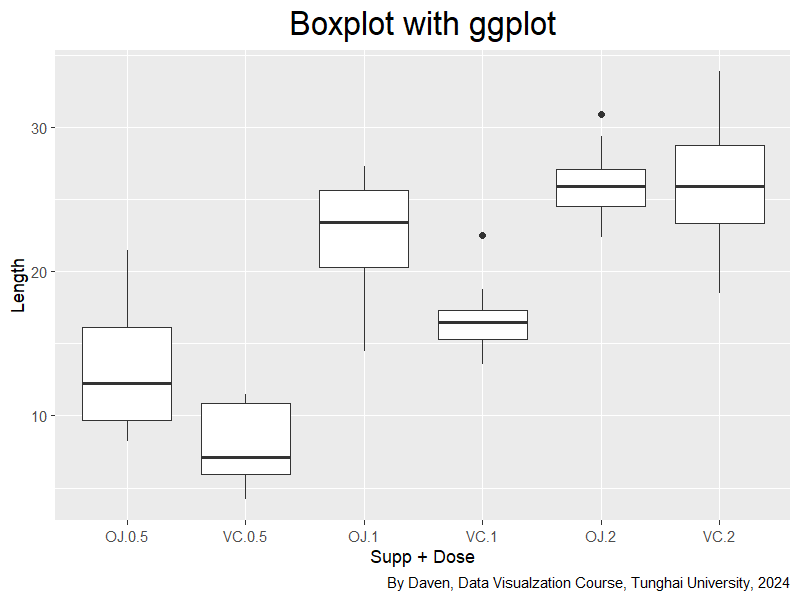 Boxplot with ggplot
Length
30
20
10
OJ.0.5 VC.0.5 OJ.1 VC.1 OJ.2 VC.2
Supp + Dose
By Daven, Data Visualzation Course, Tunghai University, 2024